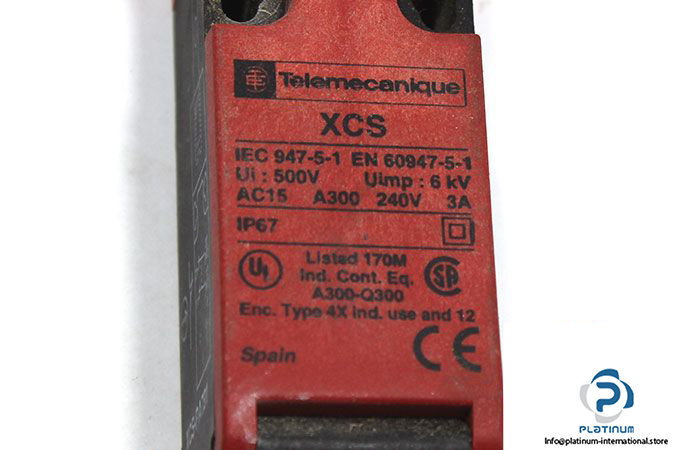 Telemecanique
XCS
IEC 947-5-1 EN 60947-5-1
Ui : 500V Uimp : 6 kV
AC15 A300 240V 3A
IP67
Listed 170M
Ind. Cont. Eq.
A300-Q300
Enc. Type 4X ind. use and 12
Spain
CE
PLATINUM
info@platinum-international.store